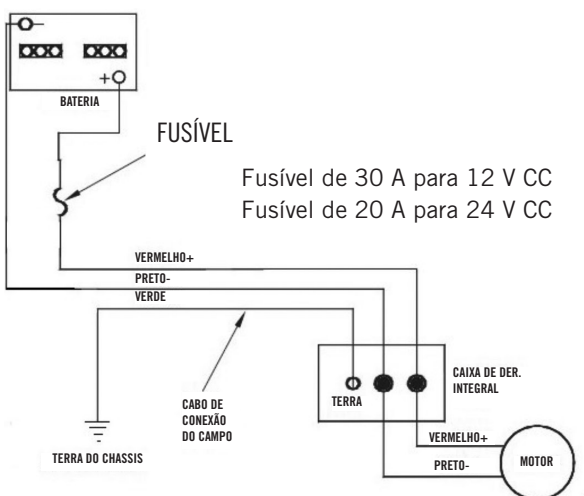 +
BATERIA
FUSÍVEL
Fusível de 30 A para 12 V CC
Fusível de 20 A para 24 V CC
VERMELHO+
PRETO-
VERDE
CABO DE
CONEXÃO
DO CAMPO
TERRA DO CHASSIS
TERRA
CAIXA DE DER.
INTEGRAL
VERMELHO+
PRETO-
MOTOR